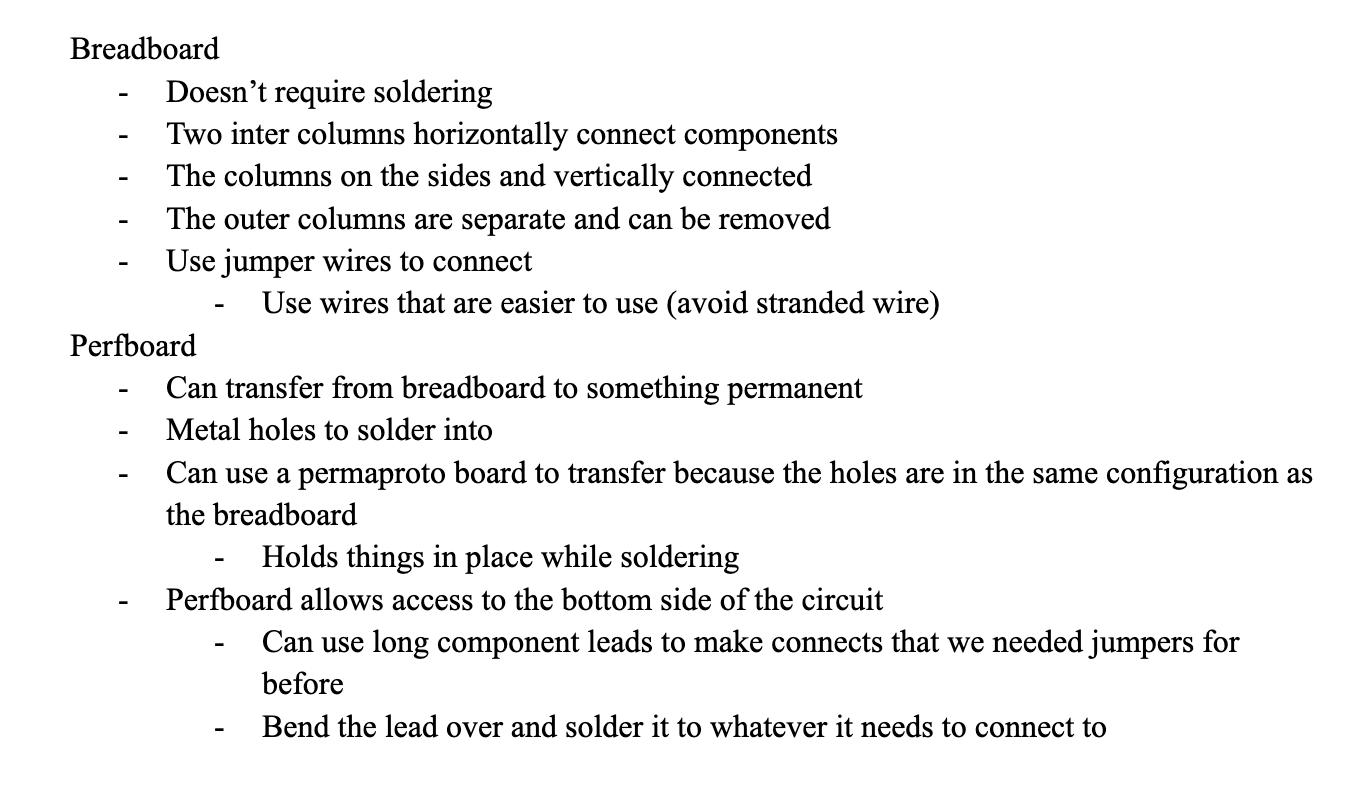 Breadboard
- Doesn’t require soldering
- Two inter columns horizontally connect components
- The columns on the sides and vertically connected
- The outer columns are separate and can be removed
- Use jumper wires to connect
- Use wires that are easier to use (avoid stranded wire)
Perfboard
- Can transfer from breadboard to something permanent
- Metal holes to solder into
- Can use a permaproto board to transfer because the holes are in the same configuration as
the breadboard
- Holds things in place while soldering
- Perfboard allows access to the bottom side of the circuit
- Can use long component leads to make connects that we needed jumpers for
before
- Bend the lead over and solder it to whatever it needs to connect to